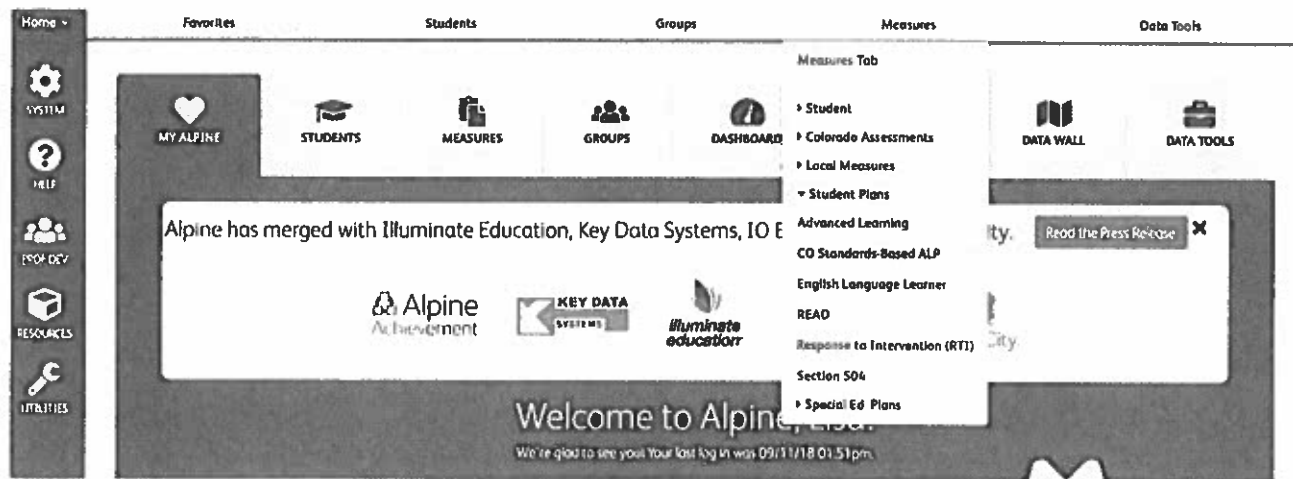 Home
Favorites
Students
Groups
Measures
Data Tools
SYSTEM
HELP
PROF DEV
RESOURCES
UTILITIES
MY ALPINE
STUDENTS
MEASURES
GROUPS
DASHBOARD
DATA WALL
DATA TOOLS
Measures Tab
Student
Colorado Assessments
Local Measures
Student Plans
Advanced Learning
CO Standards-Based ALP
English Language Learner
READ
Response to Intervention (RTI)
Section 504
Special Ed Plans
Alpine has merged with Illuminate Education, Key Data Systems, IO E
ty.
Read the Press Release
Alpine
Achievement
KEY DATA
SYSTEMS
illuminate
education
City.
Welcome to Alpine,
We're glad to see you! Your last log in was 09/11/18 01:51pm.